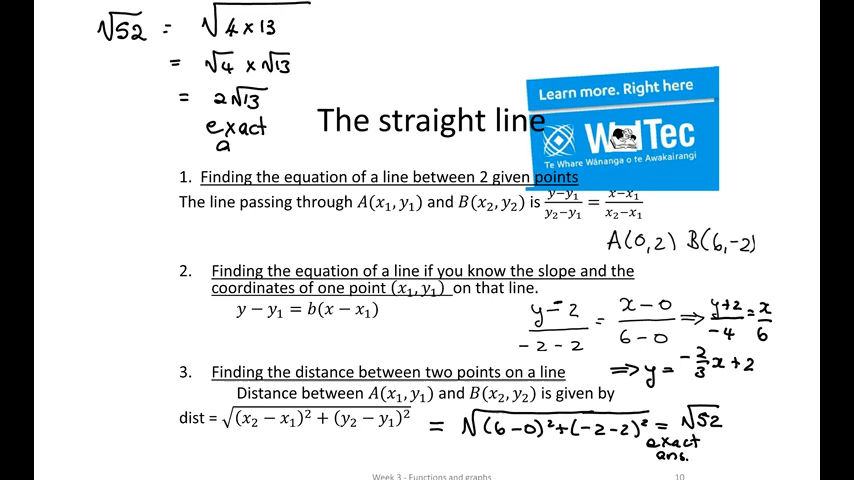 √52 = √4 × 13
= √4 × √13
= 2√13
exact
a
The straight line
Learn more. Right here
WelTec
Te Whare Wānanga o te Awakairangi
1. Finding the equation of a line between 2 given points
The line passing through A(x₁, y₁) and B(x₂, y₂) is (y−y₁)/(y₂−y₁) = (x−x₁)/(x₂−x₁)
A(0,2) B(6,-2)
2. Finding the equation of a line if you know the slope and the
coordinates of one point (x₁, y₁) on that line.
y − y₁ = b(x − x₁)
(y-2)/(-2-2) = (x-0)/(6-0) ⇒ (y+2)/(-4) = x/6
⇒ y = -2/3 x + 2
3. Finding the distance between two points on a line
Distance between A(x₁, y₁) and B(x₂, y₂) is given by
dist = √((x₂ − x₁)² + (y₂ − y₁)²) = √((6-0)² + (-2-2)²) = √52
exact
ans.
Week 3 - Functions and graphs
10